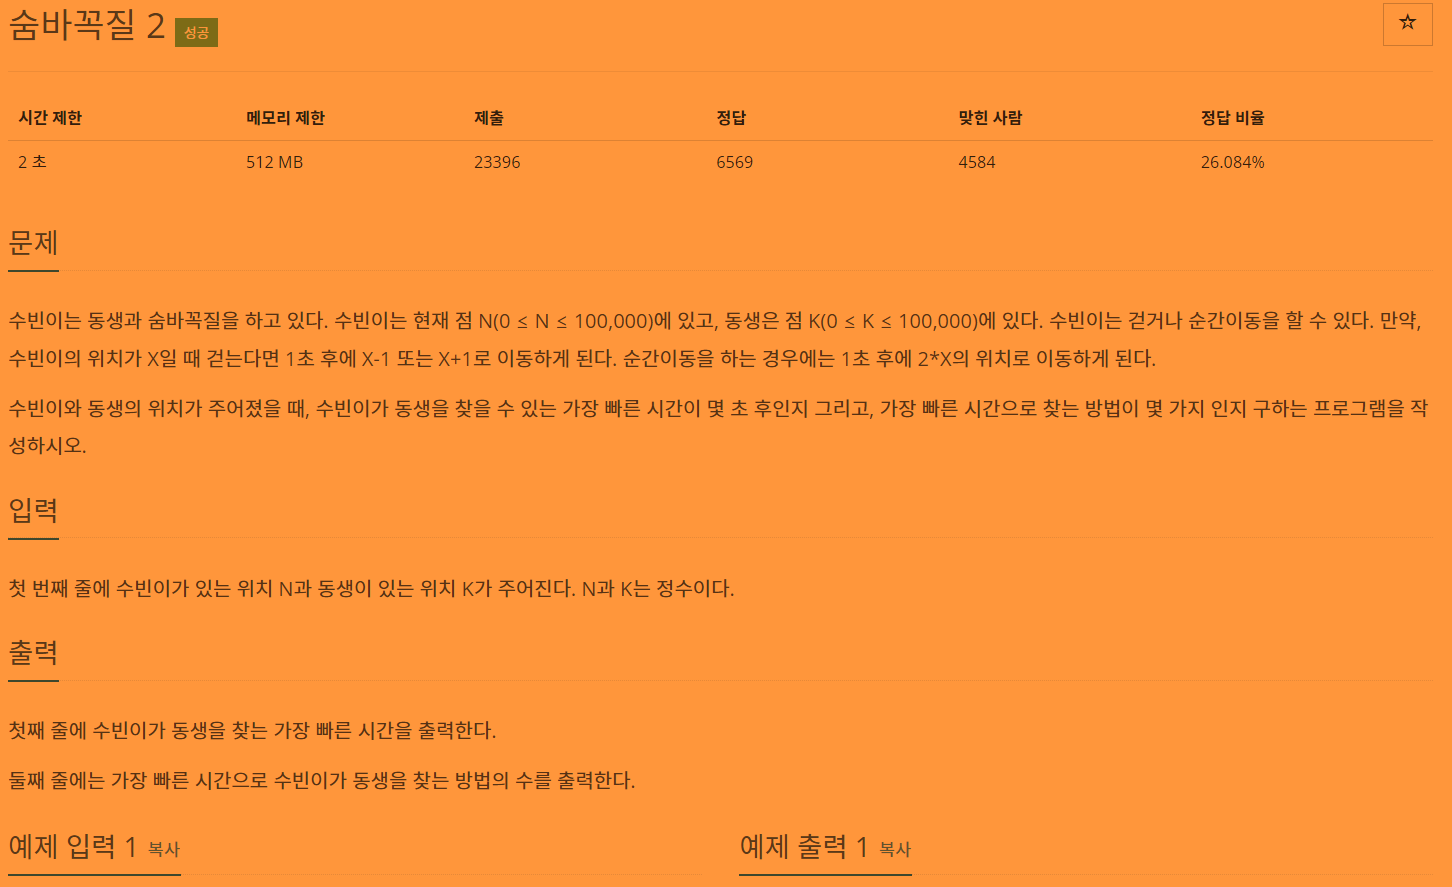 숨바꼭질 2 성공
☆
시간 제한 메모리 제한 제출 정답 맞힌 사람 정답 비율
2 초 512 MB 23396 6569 4584 26.084%
문제
수빈이는 동생과 숨바꼭질을 하고 있다. 수빈이는 현재 점 N(0 ≤ N ≤ 100,000)에 있고, 동생은 점 K(0 ≤ K ≤ 100,000)에 있다. 수빈이는 걷거나 순간이동을 할 수 있다. 만약,
수빈이의 위치가 X일 때 걷는다면 1초 후에 X-1 또는 X+1로 이동하게 된다. 순간이동을 하는 경우에는 1초 후에 2*X의 위치로 이동하게 된다.
수빈이와 동생의 위치가 주어졌을 때, 수빈이가 동생을 찾을 수 있는 가장 빠른 시간이 몇 초 후인지 그리고, 가장 빠른 시간으로 찾는 방법이 몇 가지 인지 구하는 프로그램을 작
성하시오.
입력
첫 번째 줄에 수빈이가 있는 위치 N과 동생이 있는 위치 K가 주어진다. N과 K는 정수이다.
출력
첫째 줄에 수빈이가 동생을 찾는 가장 빠른 시간을 출력한다.
둘째 줄에는 가장 빠른 시간으로 수빈이가 동생을 찾는 방법의 수를 출력한다.
예제 입력 1 복사
예제 출력 1 복사